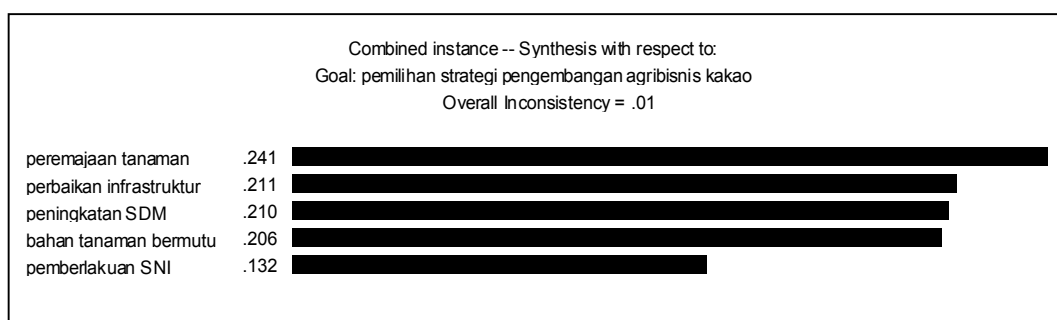 Combined instance -- Synthesis with respect to:
Goal: pemilihan strategi pengembangan agribisnis kakao
Overall Inconsistency = .01
peremajaan tanaman .241
perbaikan infrastruktur .211
peningkatan SDM .210
bahan tanaman bermutu .206
pemberlakuan SNI .132